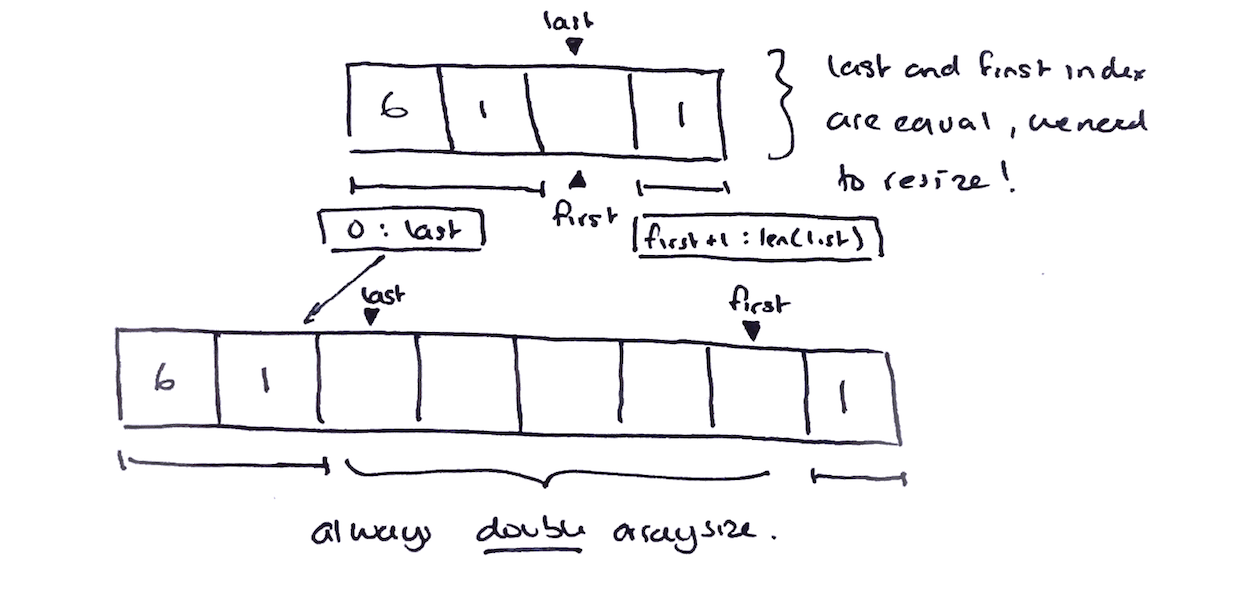 last
6 1 1
last and first index
are equal, we need
to resize!
first
0 : last
first+1 : len(list)
last
first
6 1 1
always double arraysize.